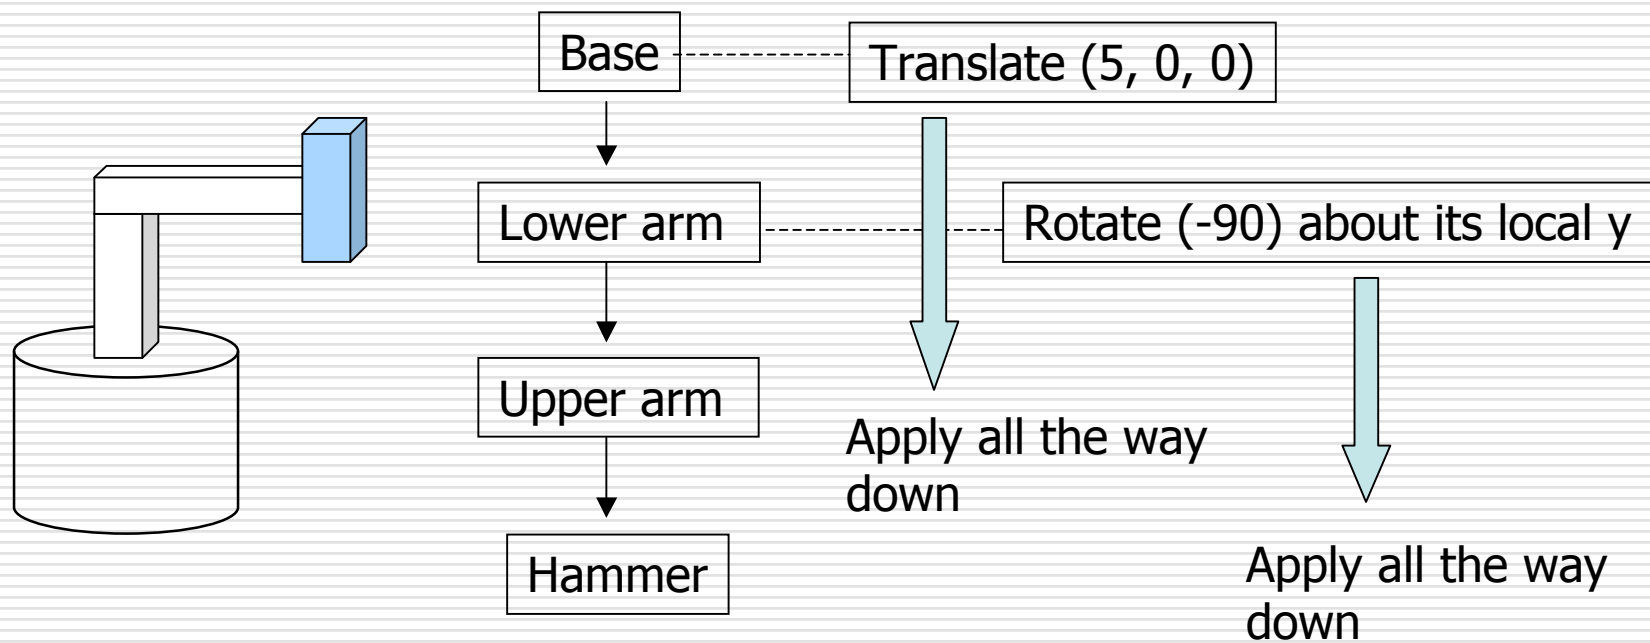 Base
Translate (5, 0, 0)
Lower arm
Rotate (-90) about its local y
Upper arm
Apply all the way
down
Hammer
Apply all the way
down